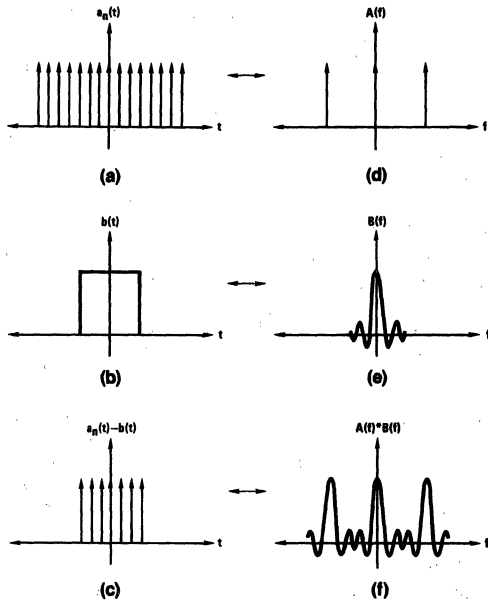 aₙ(t)
A(f)
t
f
(a)
(d)
b(t)
B(f)
t
f
(b)
(e)
aₙ(t)–b(t)
A(f)*B(f)
t
f
(c)
(f)